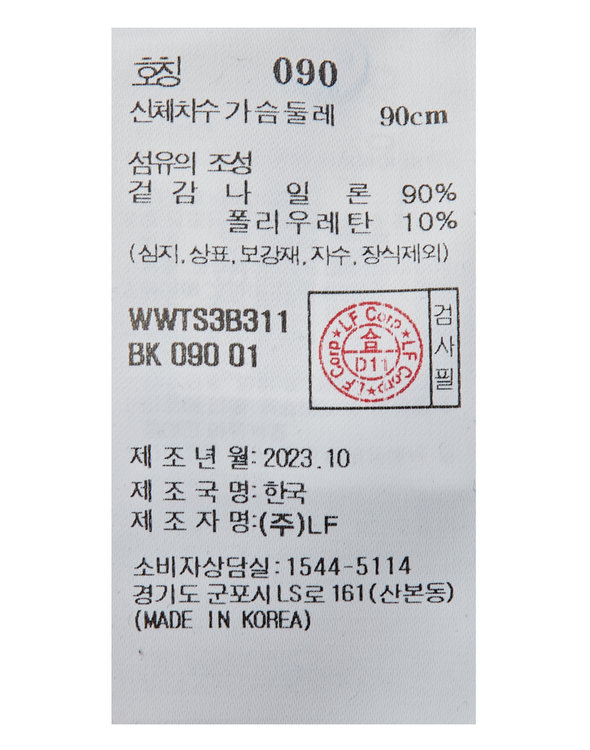 호칭 090
신체치수 가슴둘레 90cm
섬유의 조성
겉감 나일론 90%
폴리우레탄 10%
(심지,상표,보강재,자수,장식제외)
WWTS3B311
BK 090 01
LF Corp★LF Corp★LF Corp★
合
D11
검사필
제조년월:2023.10
제조국명:한국
제조자명:(주)LF
소비자상담실:1544-5114
경기도 군포시 LS로 161(산본동)
(MADE IN KOREA)